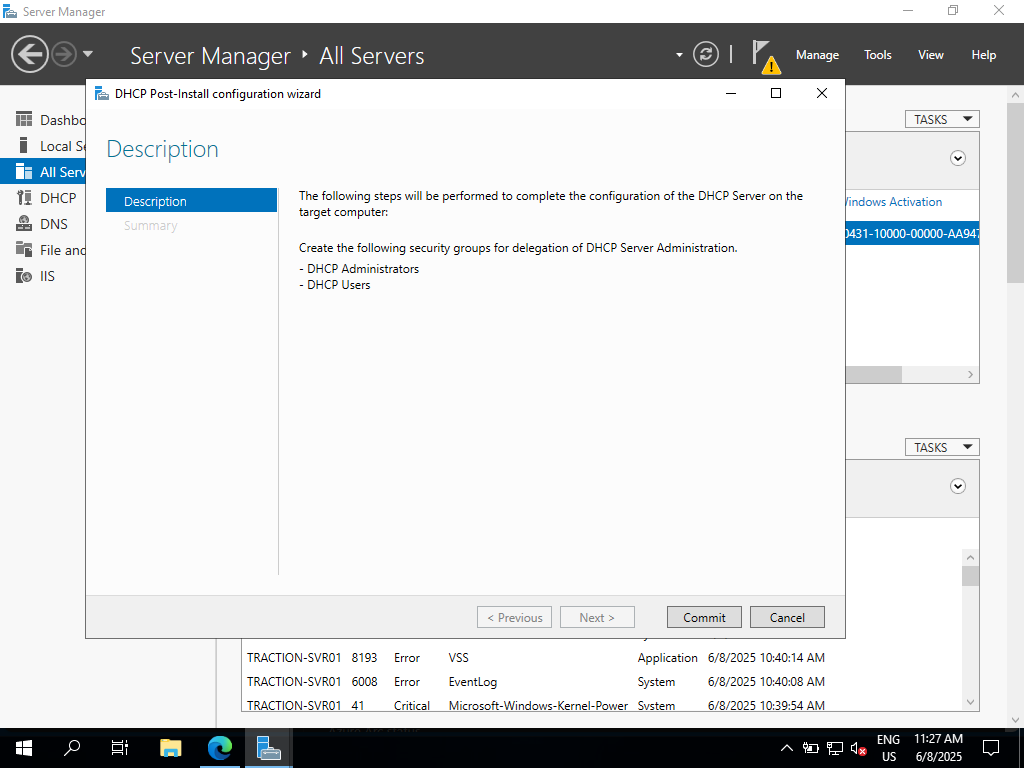 Server Manager
Server Manager ‣ All Servers
Manage Tools View Help
DHCP Post-Install configuration wizard
Dashbo
Local Se
All Serv
DHCP
DNS
File and
IIS
TASKS
Description
Description
Summary
The following steps will be performed to complete the configuration of the DHCP Server on the
target computer:
Create the following security groups for delegation of DHCP Server Administration.
- DHCP Administrators
- DHCP Users
Windows Activation
0431-10000-00000-AA947
TASKS
< Previous Next > Commit Cancel
TRACTION-SVR01 8193 Error VSS Application 6/8/2025 10:40:14 AM
TRACTION-SVR01 6008 Error EventLog System 6/8/2025 10:40:08 AM
TRACTION-SVR01 41 Critical Microsoft-Windows-Kernel-Power System 6/8/2025 10:39:54 AM
ENG
US
11:27 AM
6/8/2025